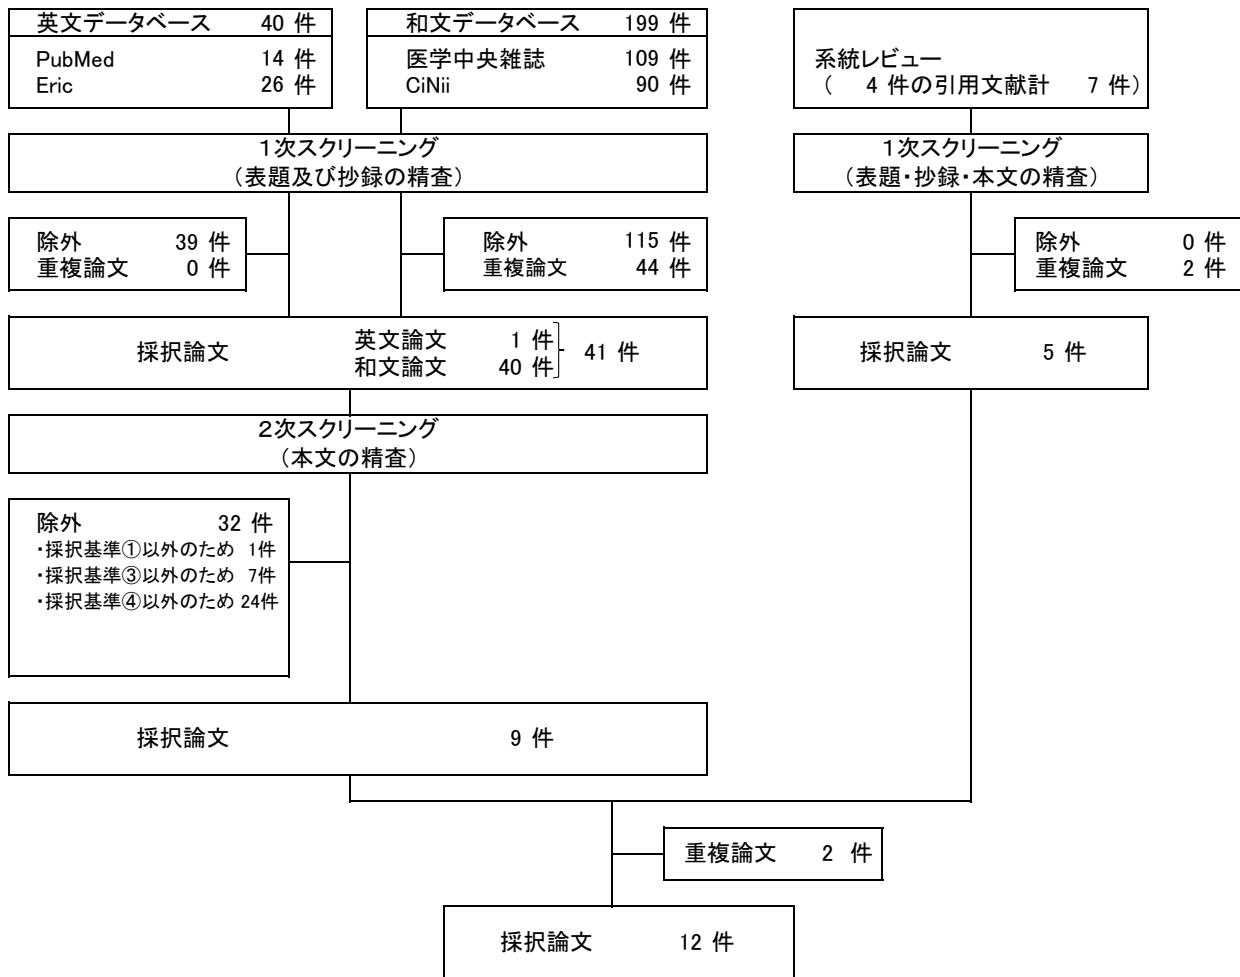 英文データベース 40 件
PubMed 14 件
Eric 26 件
和文データベース 199 件
医学中央雑誌 109 件
CiNii 90 件
系統レビュー
( 4 件の引用文献計 7 件)
1次スクリーニング
(表題及び抄録の精査)
1次スクリーニング
(表題・抄録・本文の精査)
除外 39 件
重複論文 0 件
除外 115 件
重複論文 44 件
除外 0 件
重複論文 2 件
採択論文
英文論文 1 件
和文論文 40 件
41 件
採択論文 5 件
2次スクリーニング
(本文の精査)
除外 32 件
・採択基準①以外のため 1件
・採択基準③以外のため 7件
・採択基準④以外のため 24件
採択論文 9 件
重複論文 2 件
採択論文 12 件